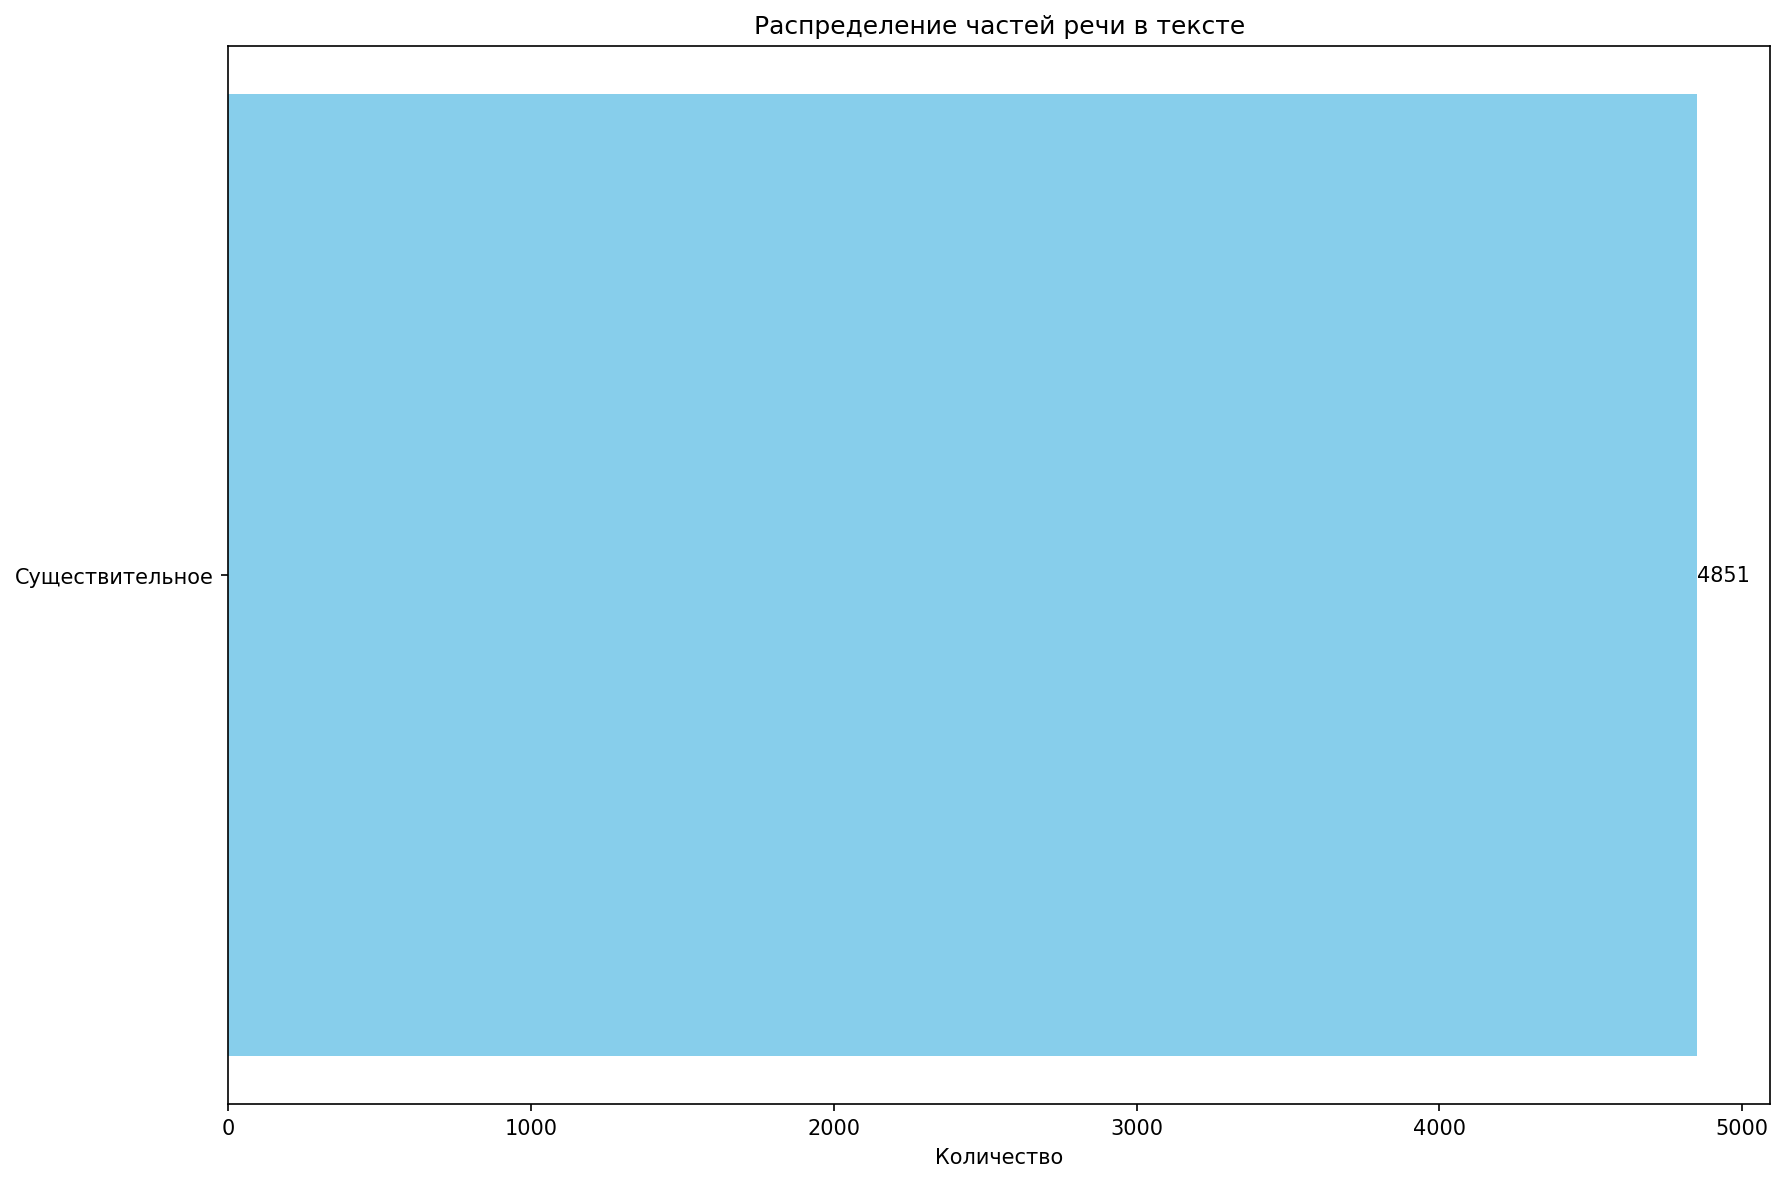 Распределение частей речи в тексте
Существительное
4851
0 1000 2000 3000 4000 5000
Количество